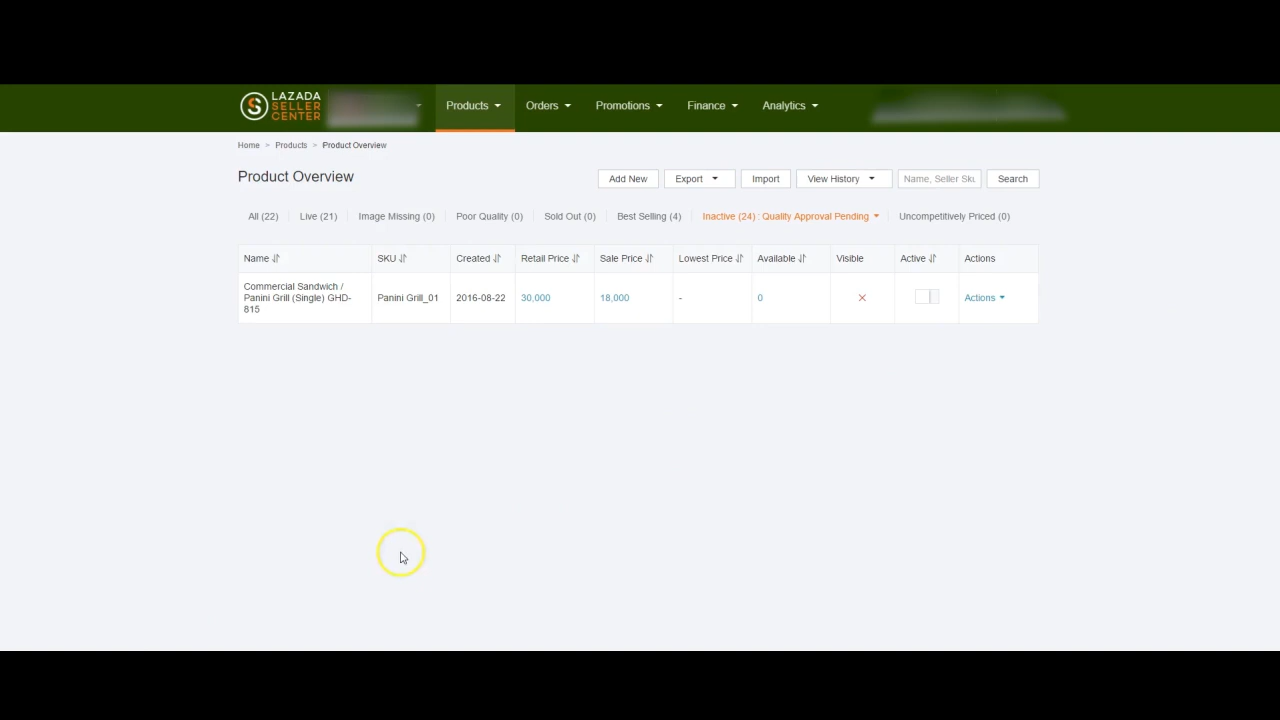 LAZADA
SELLER
CENTER
Products
Orders
Promotions
Finance
Analytics
Home > Products > Product Overview
Product Overview
Add New
Export
Import
View History
Name, Seller Sku
Search
All (22)
Live (21)
Image Missing (0)
Poor Quality (0)
Sold Out (0)
Best Selling (4)
Inactive (24) : Quality Approval Pending
Uncompetitively Priced (0)
Name
SKU
Created
Retail Price
Sale Price
Lowest Price
Available
Visible
Active
Actions
Commercial Sandwich /
Panini Grill (Single) GHD-
815
Panini Grill_01
2016-08-22
30,000
18,000
-
0
Actions